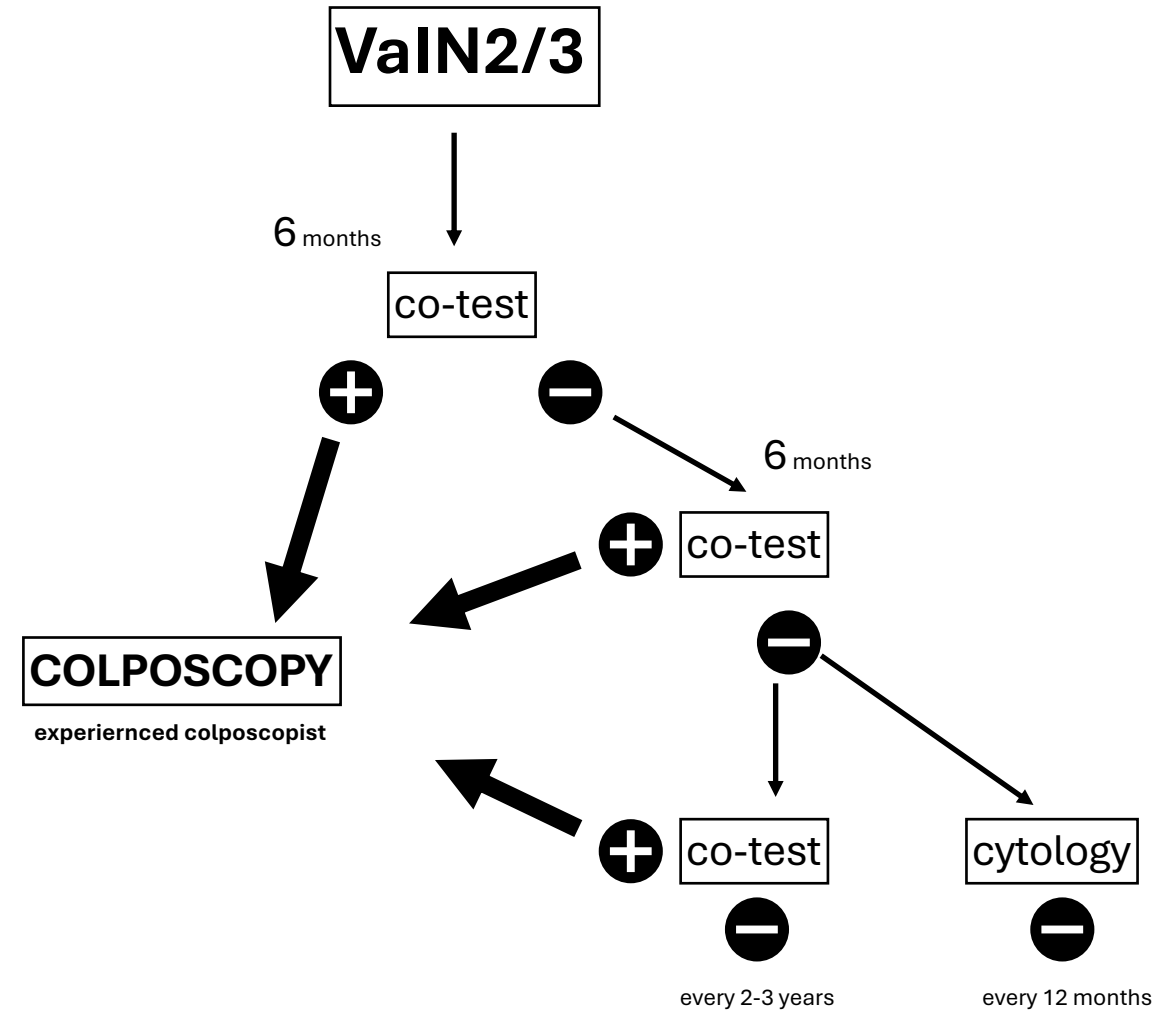 VaIN2/3
6 months
co-test
6 months
co-test
COLPOSCOPY
experiernced colposcopist
co-test
cytology
every 2-3 years
every 12 months